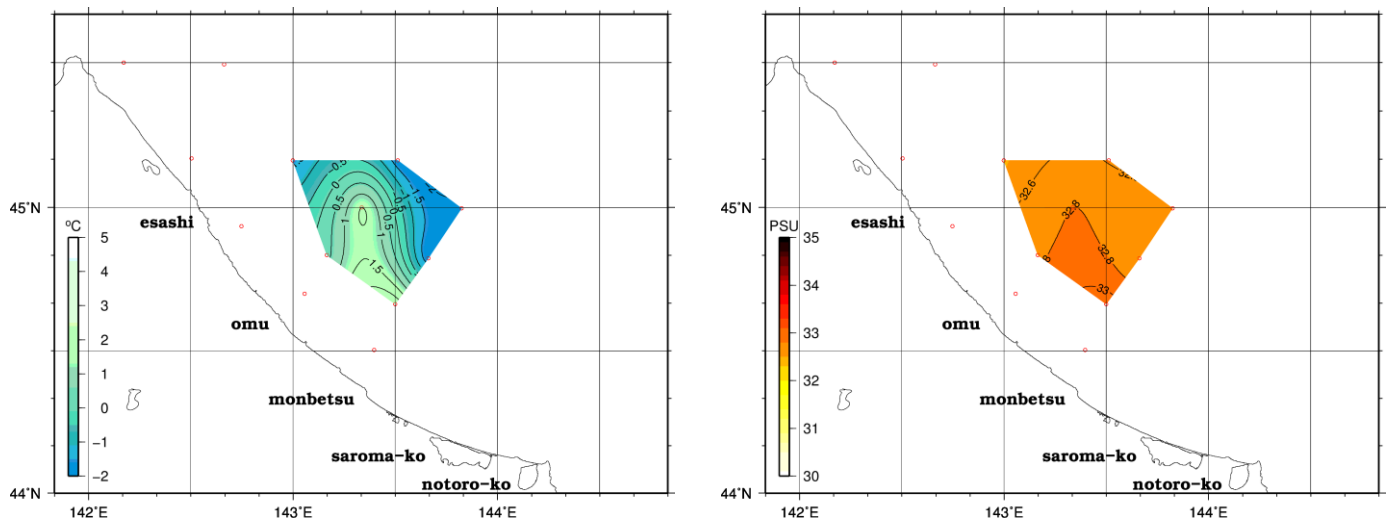 -0.5
-0.5
0
0.5
1
1
0.5
0
-0.5
-1.5
1.5
45°N
esashi
°C
5
4
3
2
1
0
-1
-2
omu
monbetsu
saroma-ko
notoro-ko
44°N
142°E
143°E
144°E
32.6
32.8
32.8
33
45°N
esashi
PSU
35
34
33
32
31
30
omu
monbetsu
saroma-ko
notoro-ko
44°N
142°E
143°E
144°E